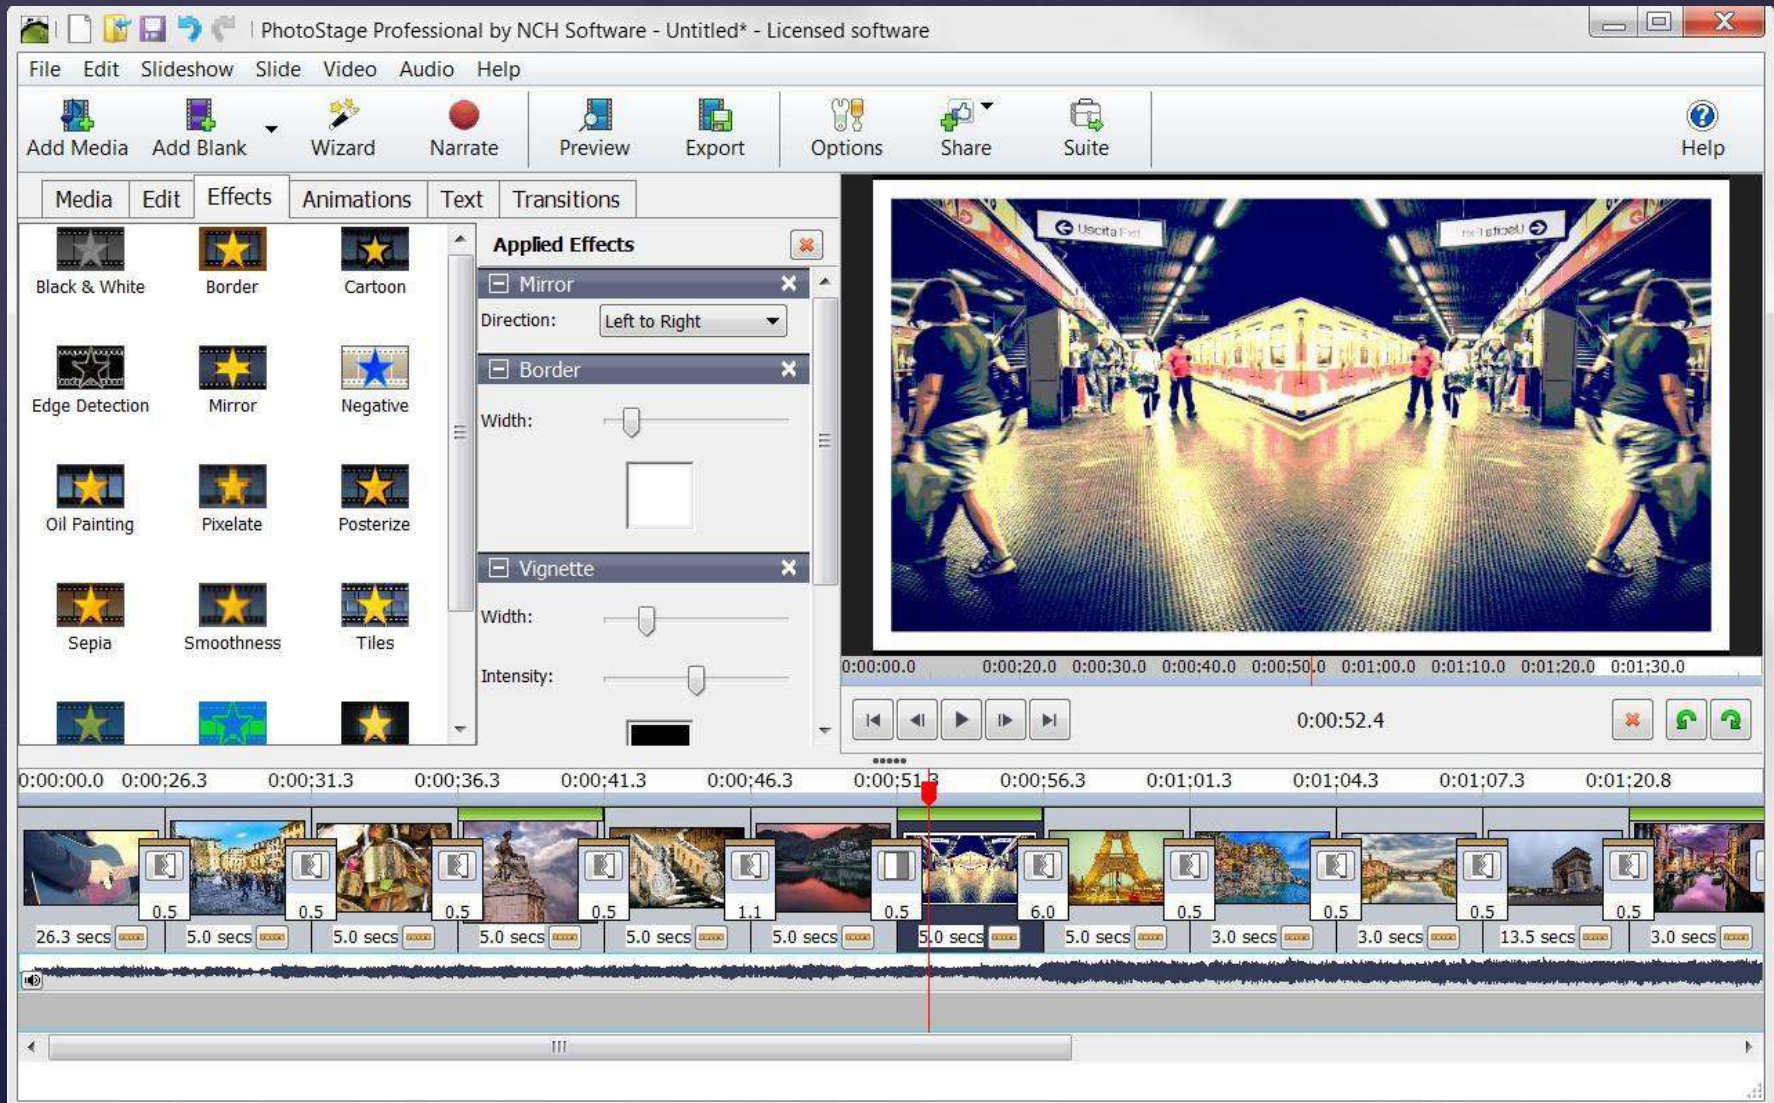 PhotoStage Professional by NCH Software - Untitled* - Licensed software
File Edit Slideshow Slide Video Audio Help
Add Media Add Blank Wizard Narrate Preview Export Options Share Suite Help
Media Edit Effects Animations Text Transitions
Black & White Border Cartoon
Edge Detection Mirror Negative
Oil Painting Pixelate Posterize
Sepia Smoothness Tiles
Applied Effects
Mirror
Direction: Left to Right
Border
Width:
Vignette
Width:
Intensity:
Uscita
0:00:00.0 0:00:20.0 0:00:30.0 0:00:40.0 0:00:50.0 0:01:00.0 0:01:10.0 0:01:20.0 0:01:30.0
0:00:52.4
0:00:00.0 0:00:26.3 0:00:31.3 0:00:36.3 0:00:41.3 0:00:46.3 0:00:51.3 0:00:56.3 0:01:01.3 0:01:04.3 0:01:07.3 0:01:20.8
0.5 0.5 0.5 0.5 1.1 0.5 6.0 0.5 0.5 0.5 0.5
26.3 secs 5.0 secs 5.0 secs 5.0 secs 5.0 secs 5.0 secs 5.0 secs 5.0 secs 3.0 secs 3.0 secs 13.5 secs 3.0 secs